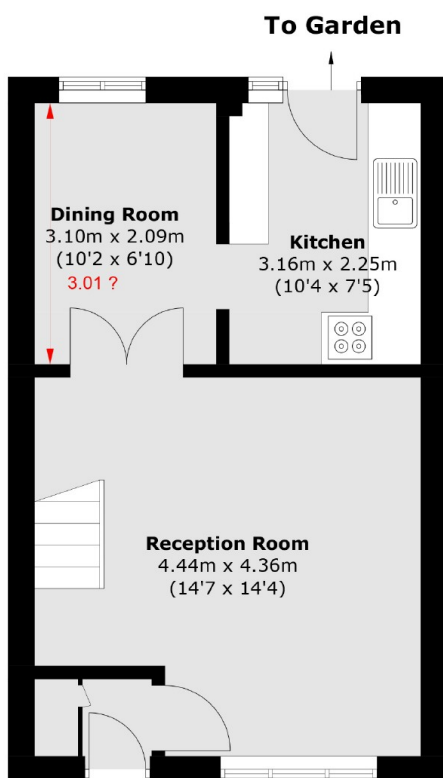 To Garden
Dining Room
3.10m x 2.09m
(10'2 x 6'10)
3.01 ?
Kitchen
3.16m x 2.25m
(10'4 x 7'5)
Reception Room
4.44m x 4.36m
(14'7 x 14'4)